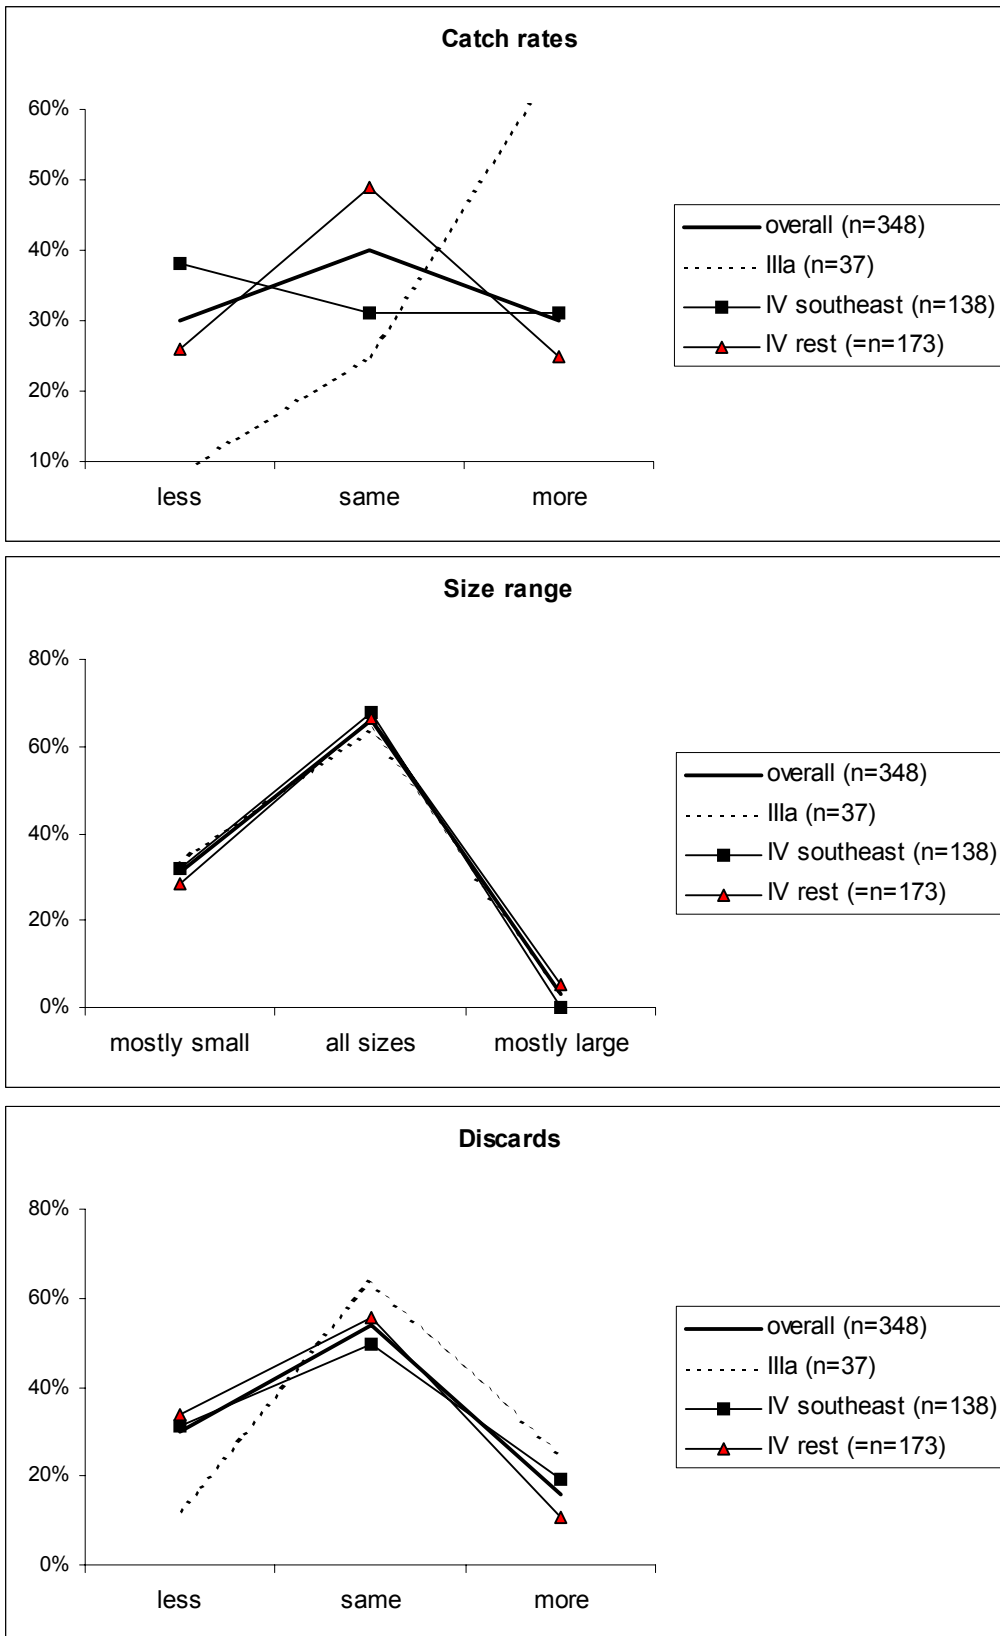 Catch rates
60%
50%
40%
30%
20%
10%
less same more
overall (n=348)
IIIa (n=37)
IV southeast (n=138)
IV rest (=n=173)
Size range
80%
60%
40%
20%
0%
mostly small all sizes mostly large
overall (n=348)
IIIa (n=37)
IV southeast (n=138)
IV rest (=n=173)
Discards
80%
60%
40%
20%
0%
less same more
overall (n=348)
IIIa (n=37)
IV southeast (n=138)
IV rest (=n=173)